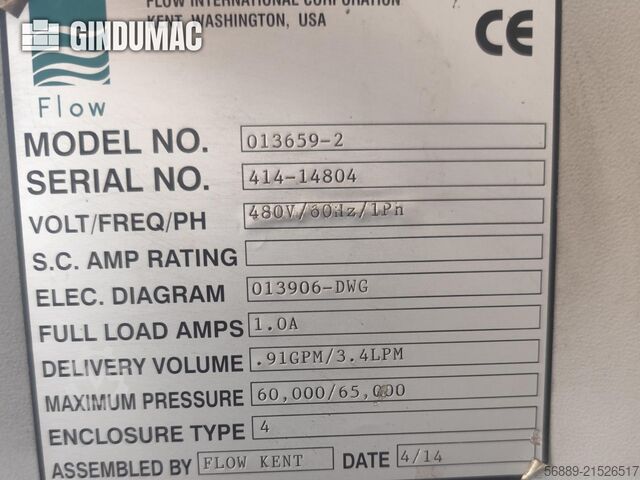 FLOW INTERNATIONAL CORPORATION
KENT, WASHINGTON, USA
GINDUMAC
CE
Flow
MODEL NO. 013659-2
SERIAL NO. 414-14804
VOLT/FREQ/PH 480V/60Hz/1Ph
S.C. AMP RATING
ELEC. DIAGRAM 013906-DWG
FULL LOAD AMPS 1.0A
DELIVERY VOLUME .91GPM/3.4LPM
MAXIMUM PRESSURE 60,000/65,000
ENCLOSURE TYPE 4
ASSEMBLED BY FLOW KENT DATE 4/14
56889-21526517